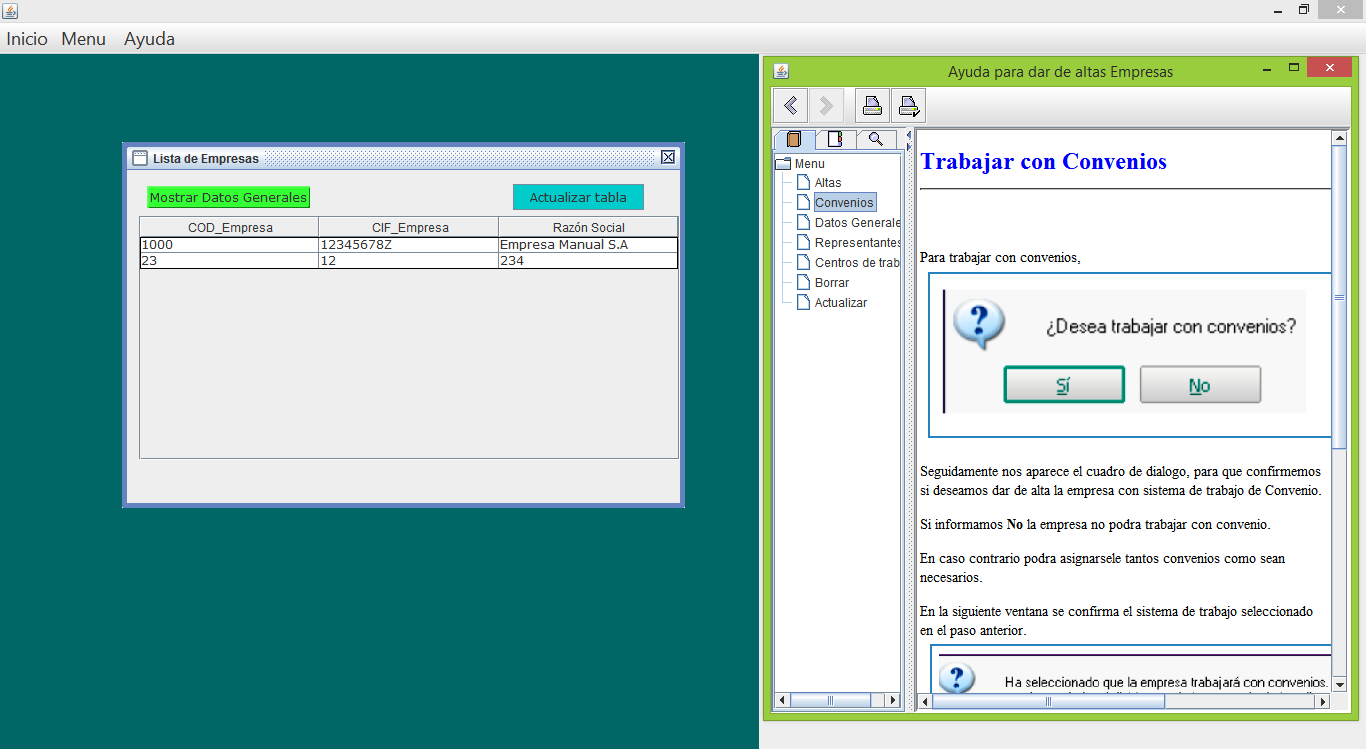 Inicio Menu Ayuda
Lista de Empresas
Mostrar Datos Generales
Actualizar tabla
COD_Empresa CIF_Empresa Razón Social
1000 12345678Z Empresa Manual S.A
23 12 234
Ayuda para dar de altas Empresas
Menu
Altas
Convenios
Datos Generale
Representantes
Centros de trab
Borrar
Actualizar
Trabajar con Convenios
Para trabajar con convenios,
¿Desea trabajar con convenios?
Sí No
Seguidamente nos aparece el cuadro de dialogo, para que confirmemos
si deseamos dar de alta la empresa con sistema de trabajo de Convenio.
Si informamos No la empresa no podra trabajar con convenio.
En caso contrario podra asignarsele tantos convenios como sean
necesarios.
En la siguiente ventana se confirma el sistema de trabajo seleccionado
en el paso anterior.
Ha seleccionado que la empresa trabajará con convenios.